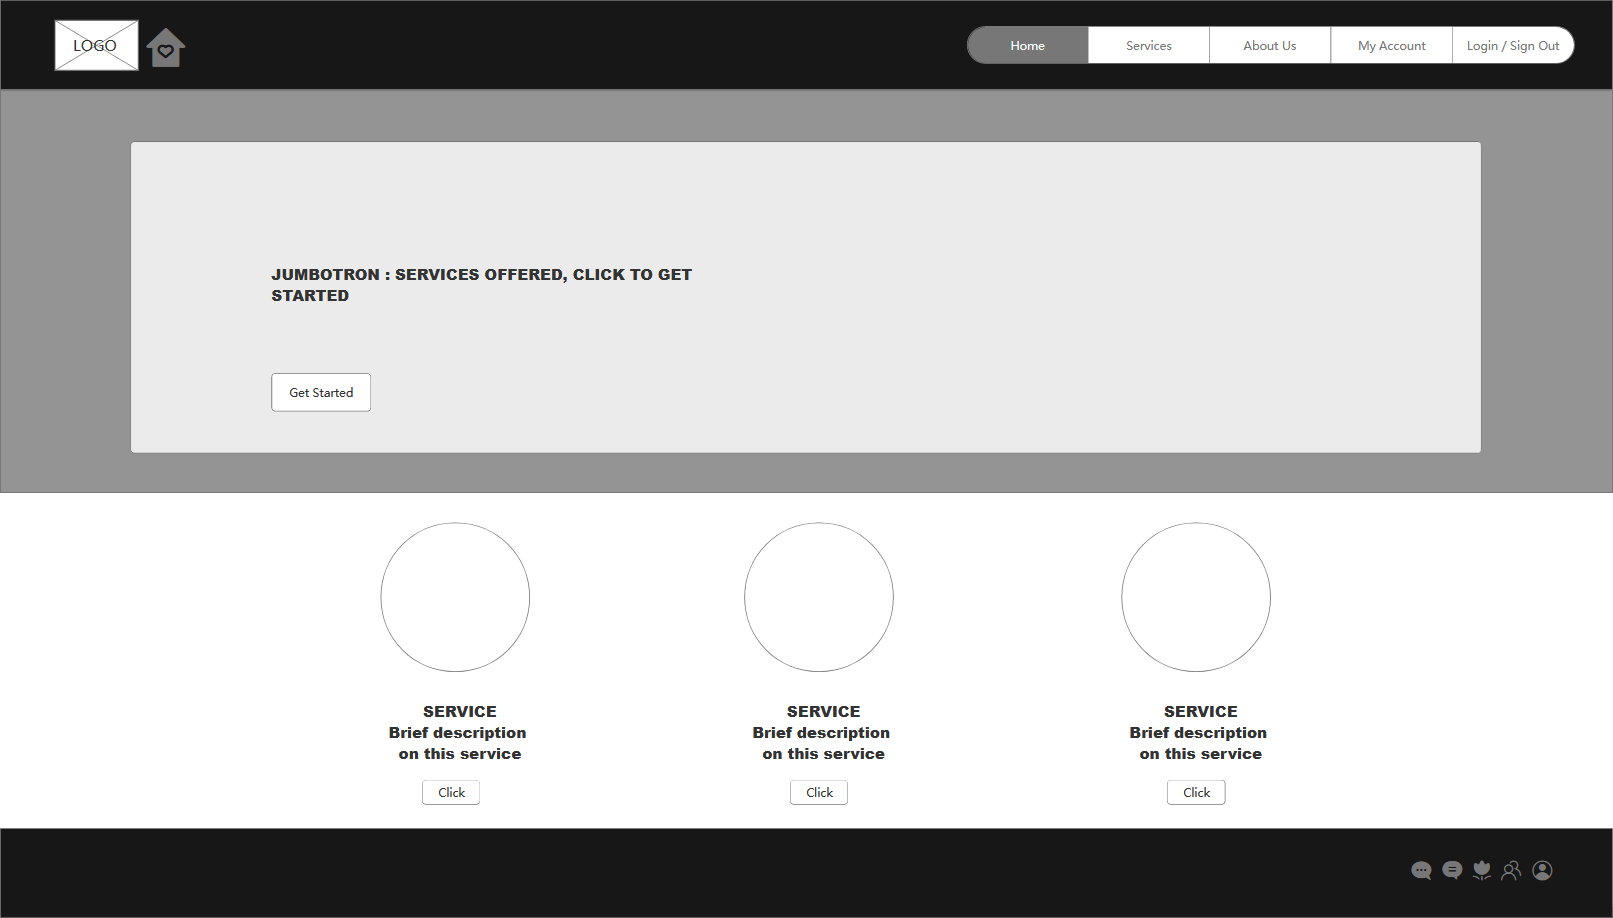 LOGO
Home
Services
About Us
My Account
Login / Sign Out
JUMBOTRON : SERVICES OFFERED, CLICK TO GET
STARTED
Get Started
SERVICE
Brief description
on this service
Click
SERVICE
Brief description
on this service
Click
SERVICE
Brief description
on this service
Click